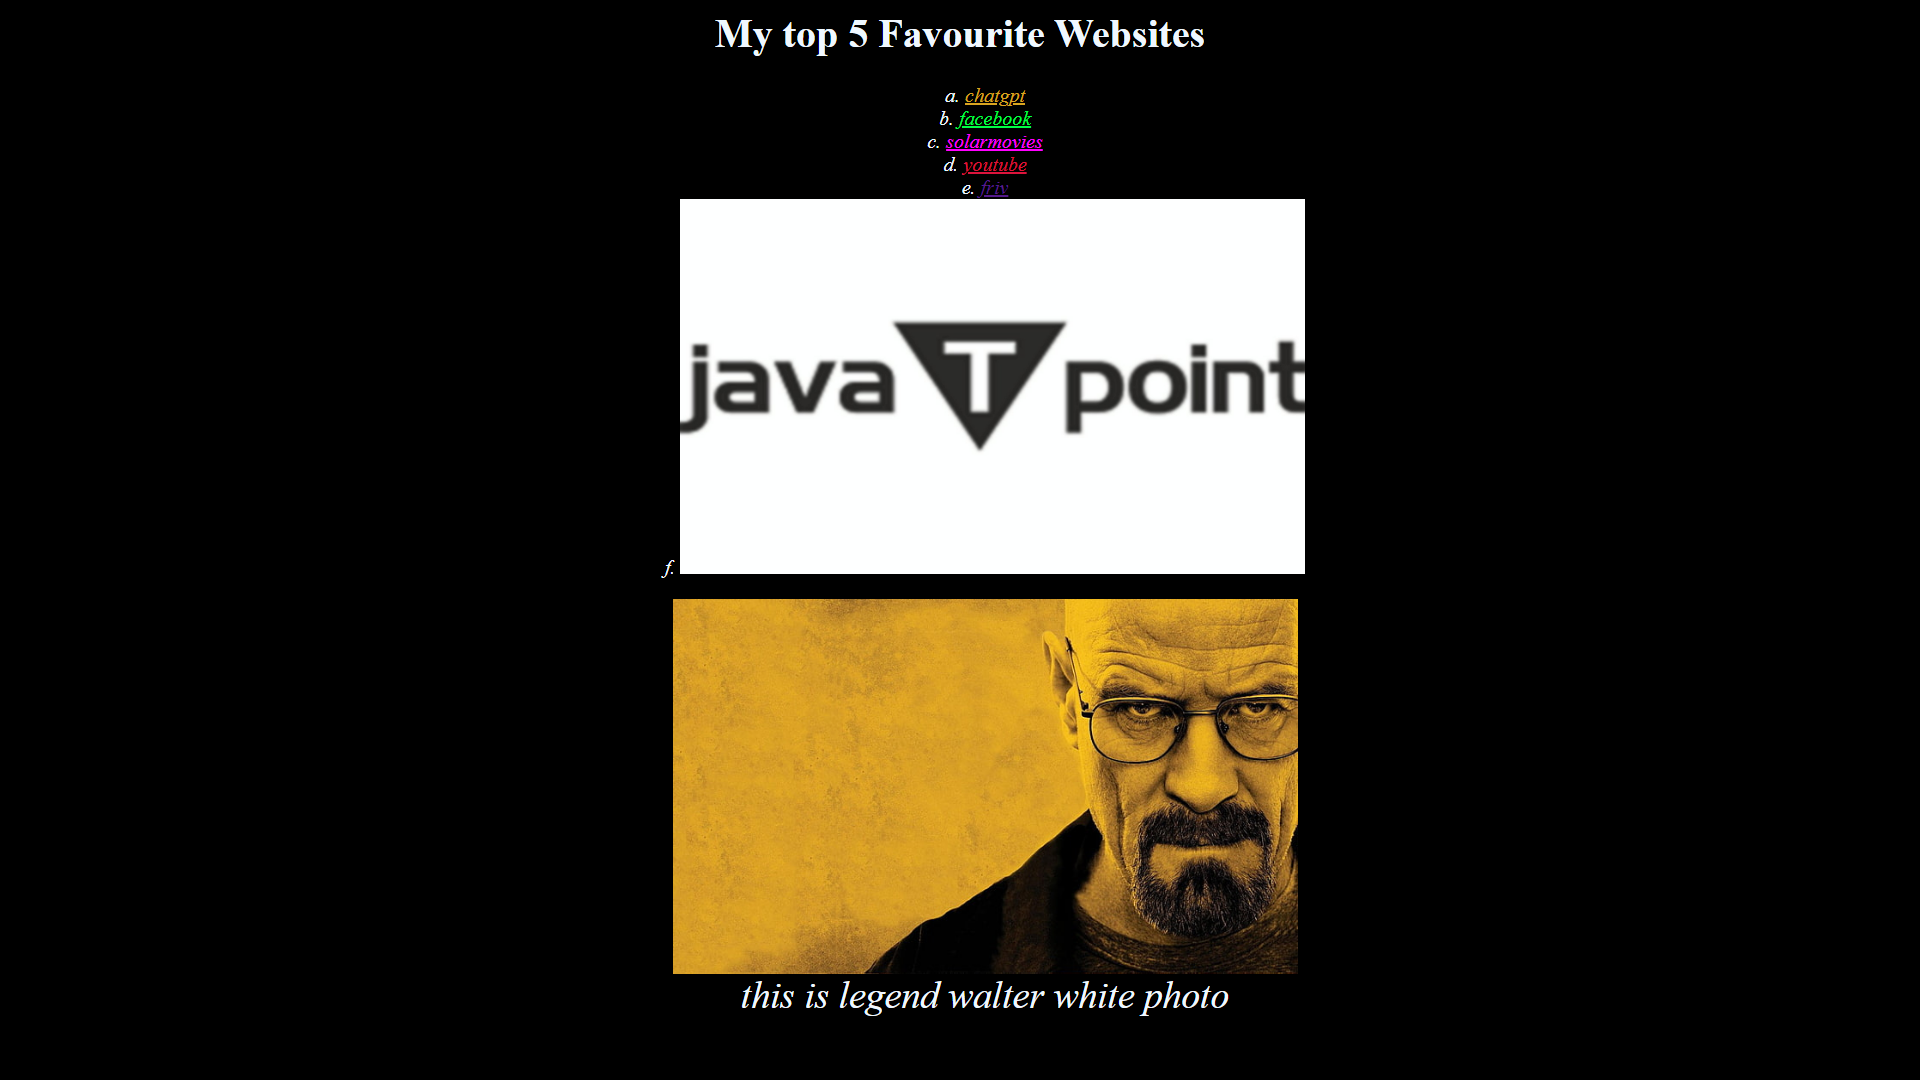 My top 5 Favourite Websites
a. chatgpt
b. facebook
c. solarmovies
d. youtube
e. friv
java T point
f.
this is legend walter white photo